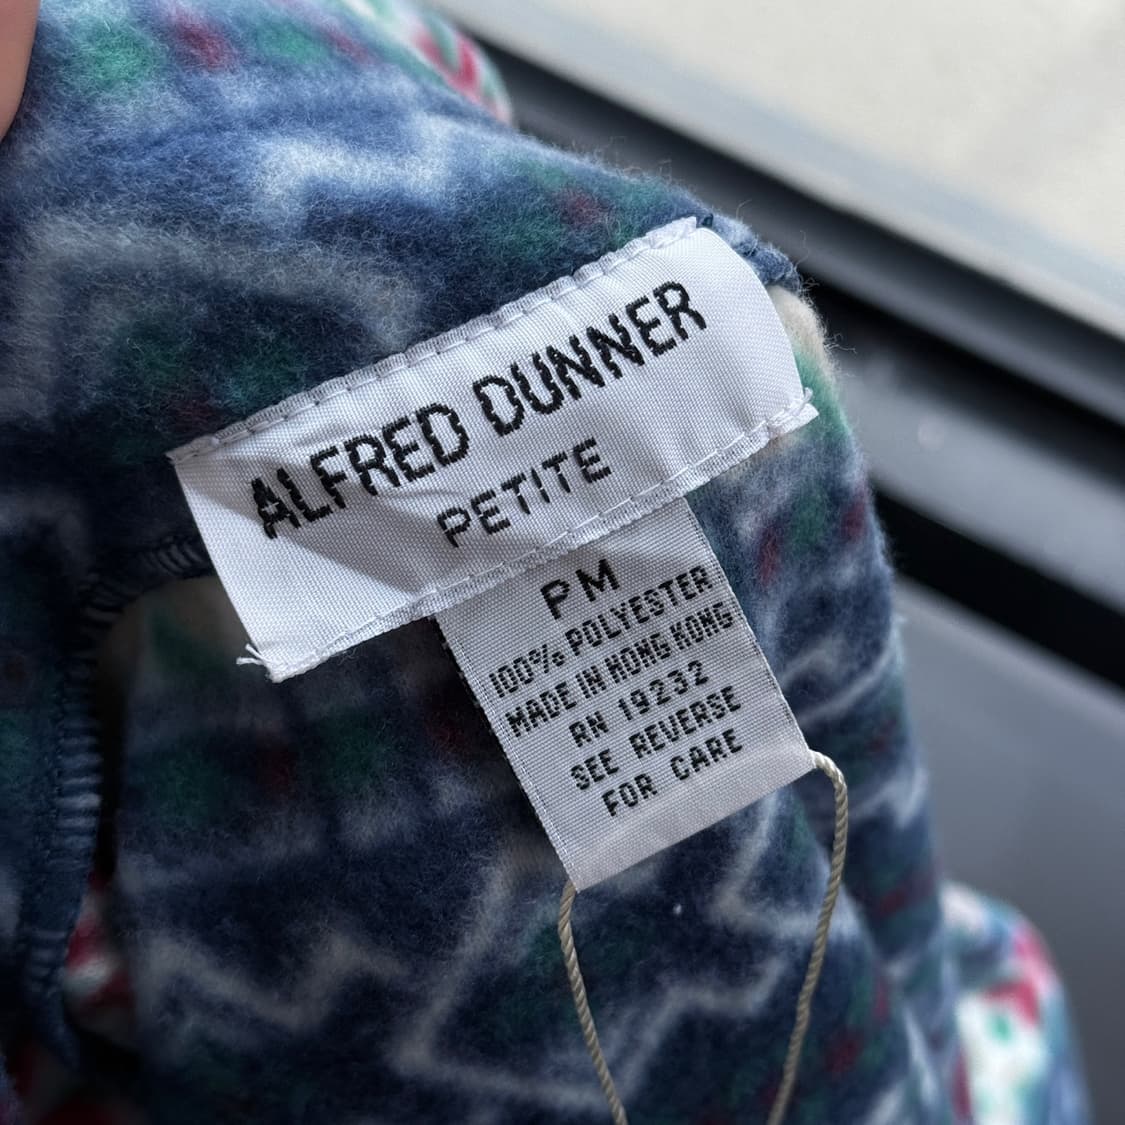 ALFRED DUNNER
PETITE
PM
100% POLYESTER
MADE IN HONG KONG
RN 19232
SEE REVERSE
FOR CARE